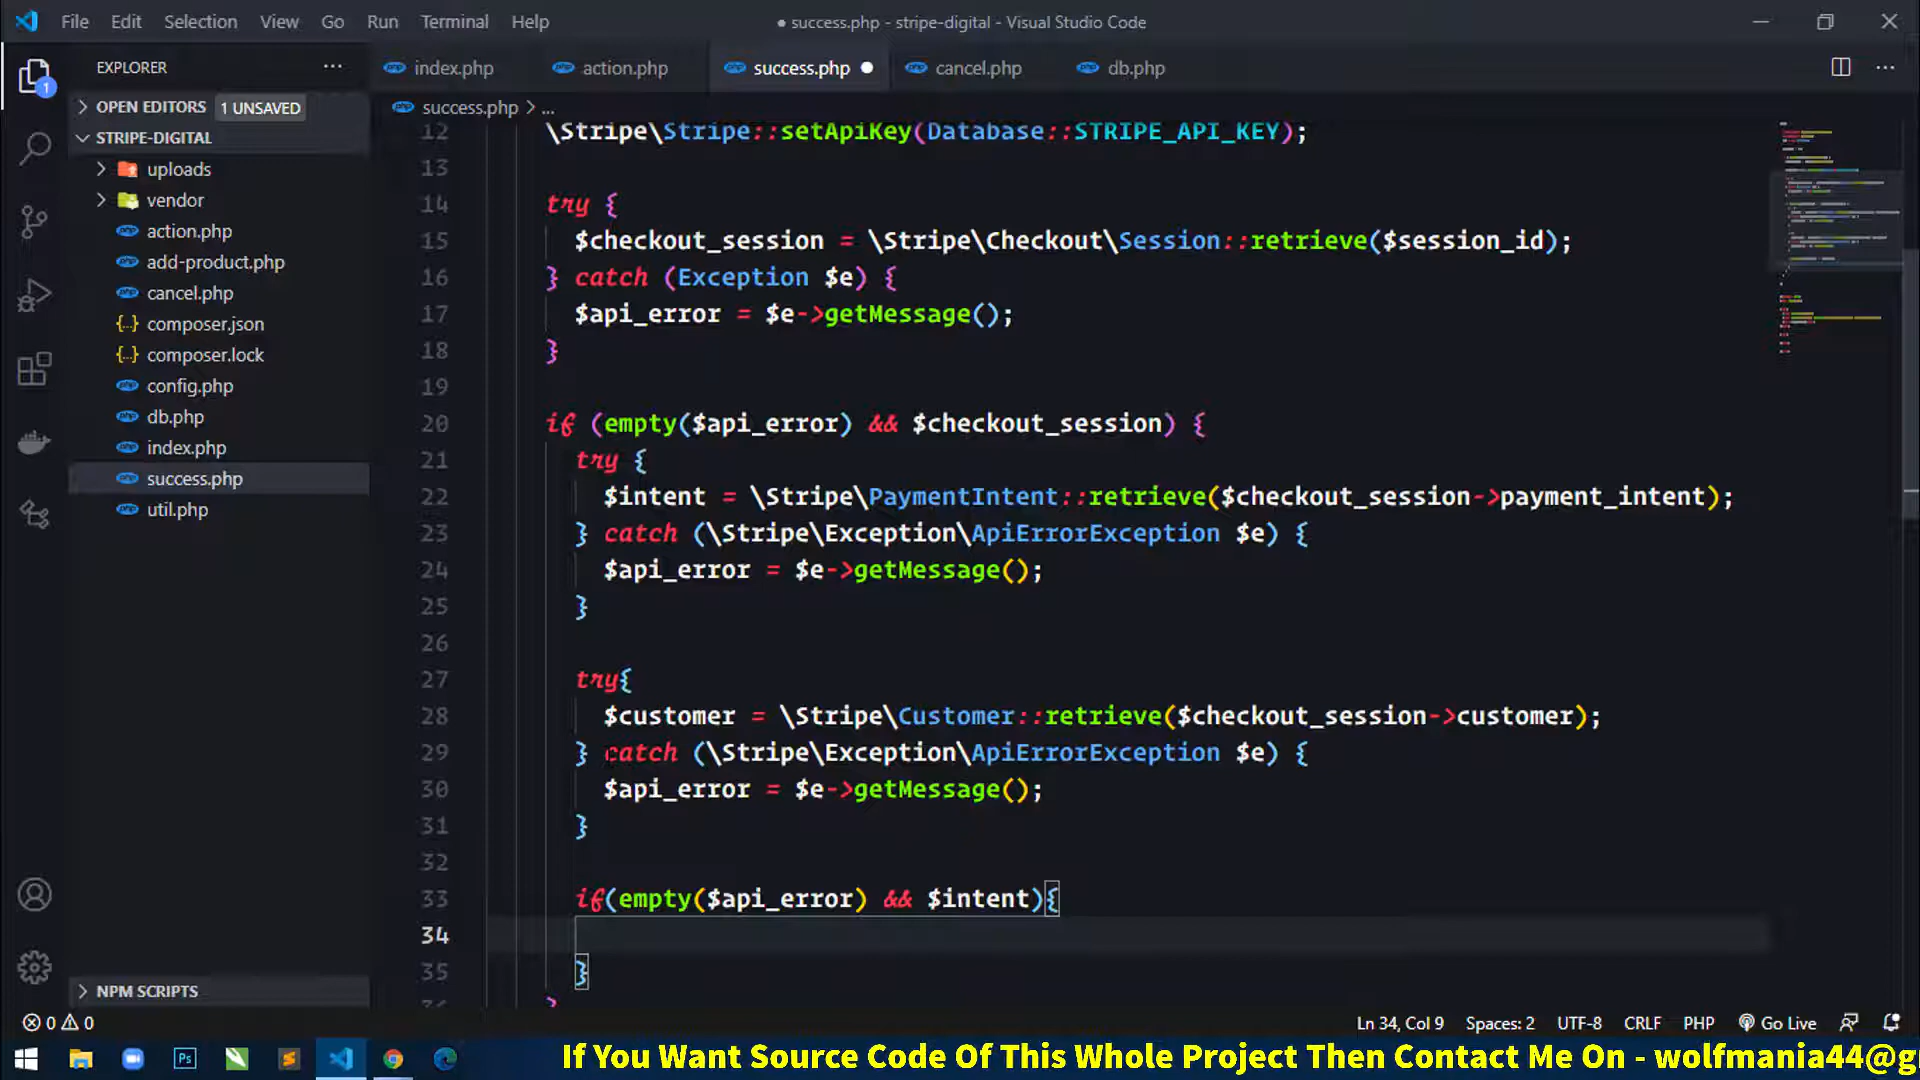 File Edit Selection View Go Run Terminal Help
● success.php - stripe-digital - Visual Studio Code
EXPLORER
index.php action.php success.php ● cancel.php db.php
OPEN EDITORS 1 UNSAVED
success.php > ...
STRIPE-DIGITAL
uploads
vendor
action.php
add-product.php
cancel.php
composer.json
composer.lock
config.php
db.php
index.php
success.php
util.php
NPM SCRIPTS
12 \Stripe\Stripe::setApiKey(Database::STRIPE_API_KEY);
13
14 try {
15 $checkout_session = \Stripe\Checkout\Session::retrieve($session_id);
16 } catch (Exception $e) {
17 $api_error = $e->getMessage();
18 }
19
20 if (empty($api_error) && $checkout_session) {
21 try {
22 $intent = \Stripe\PaymentIntent::retrieve($checkout_session->payment_intent);
23 } catch (\Stripe\Exception\ApiErrorException $e) {
24 $api_error = $e->getMessage();
25 }
26
27 try{
28 $customer = \Stripe\Customer::retrieve($checkout_session->customer);
29 } catch (\Stripe\Exception\ApiErrorException $e) {
30 $api_error = $e->getMessage();
31 }
32
33 if(empty($api_error) && $intent){
34
35 }
0 0 Ln 34, Col 9 Spaces: 2 UTF-8 CRLF PHP Go Live
If You Want Source Code Of This Whole Project Then Contact Me On - wolfmania44@g